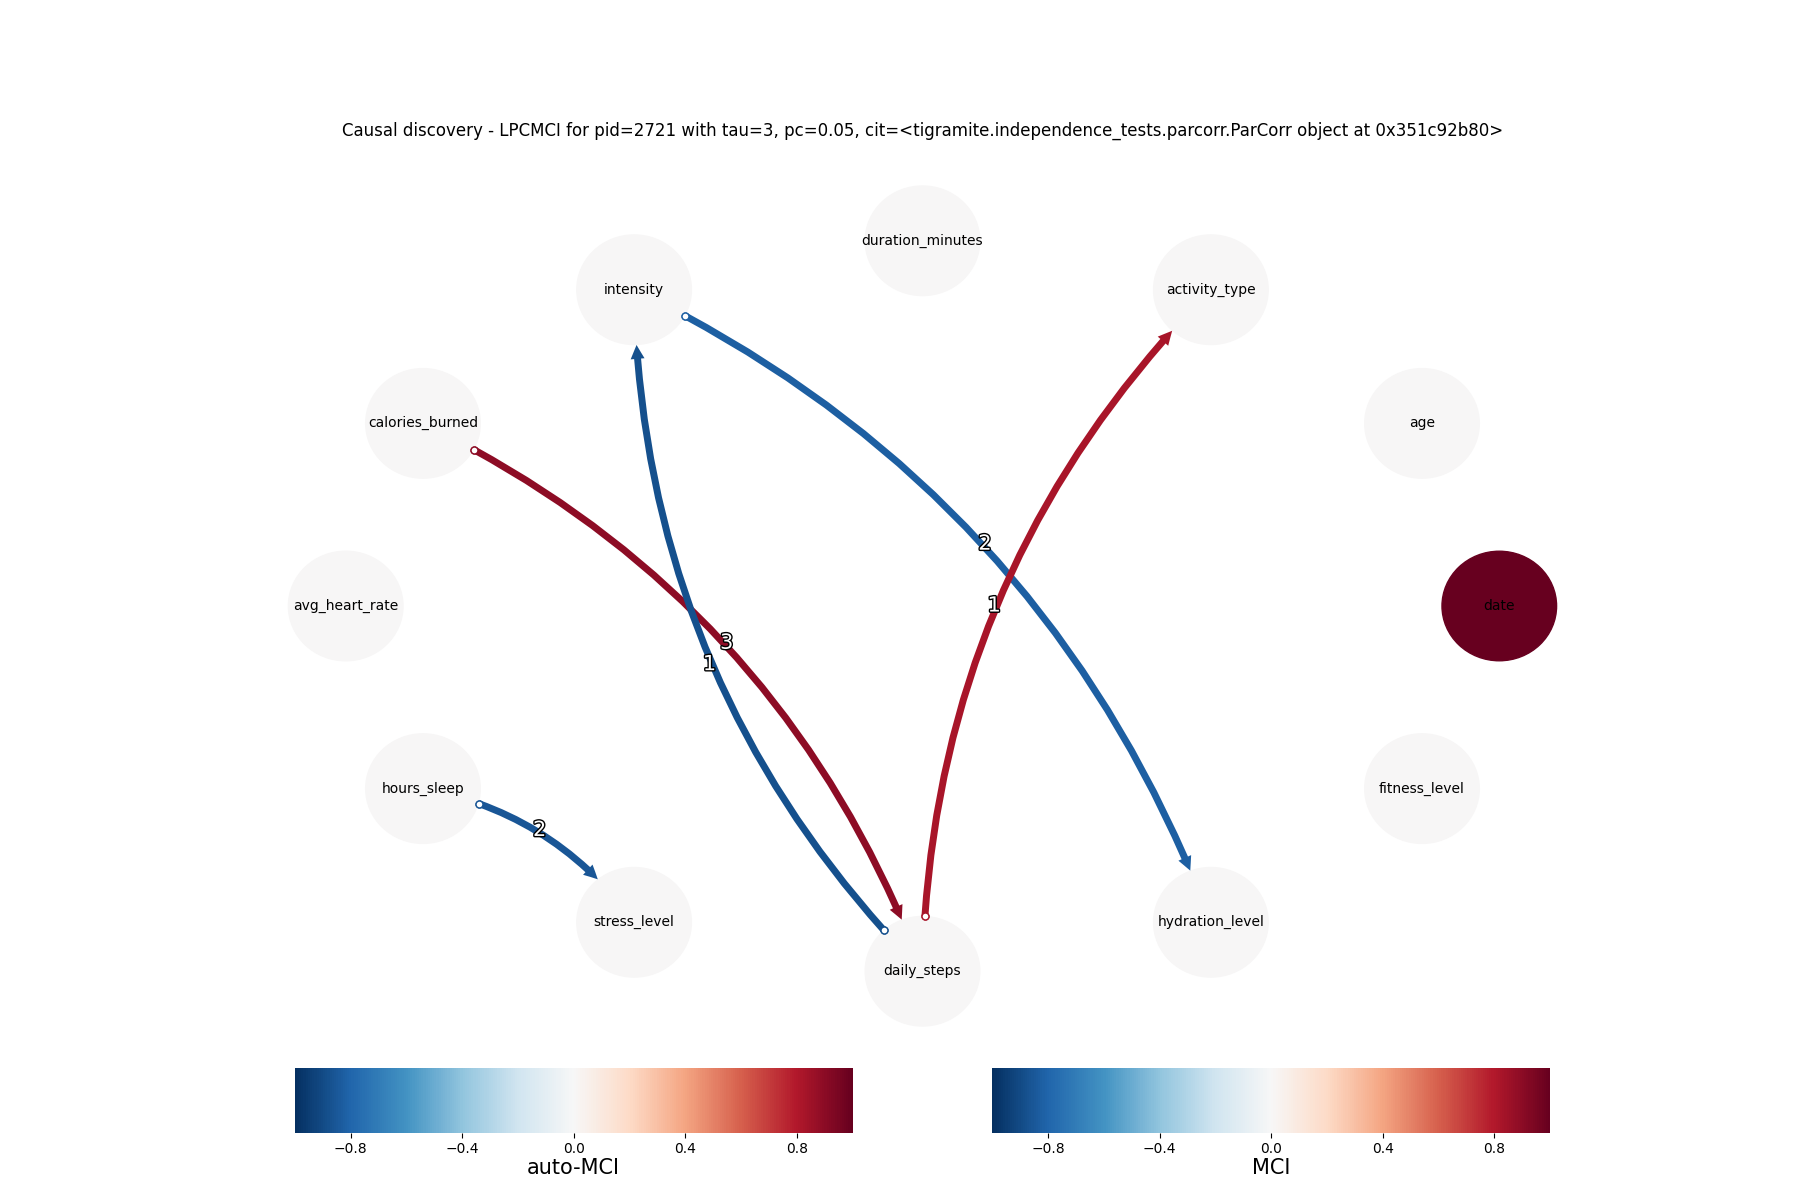 Causal discovery - LPCMCI for pid=2721 with tau=3, pc=0.05, cit=<tigramite.independence_tests.parcorr.ParCorr object at 0x351c92b80>
duration_minutes
intensity
activity_type
calories_burned
age
2
avg_heart_rate
1
date
3
1
hours_sleep
fitness_level
2
stress_level
hydration_level
daily_steps
−0.8 −0.4 0.0 0.4 0.8
auto-MCI
−0.8 −0.4 0.0 0.4 0.8
MCI